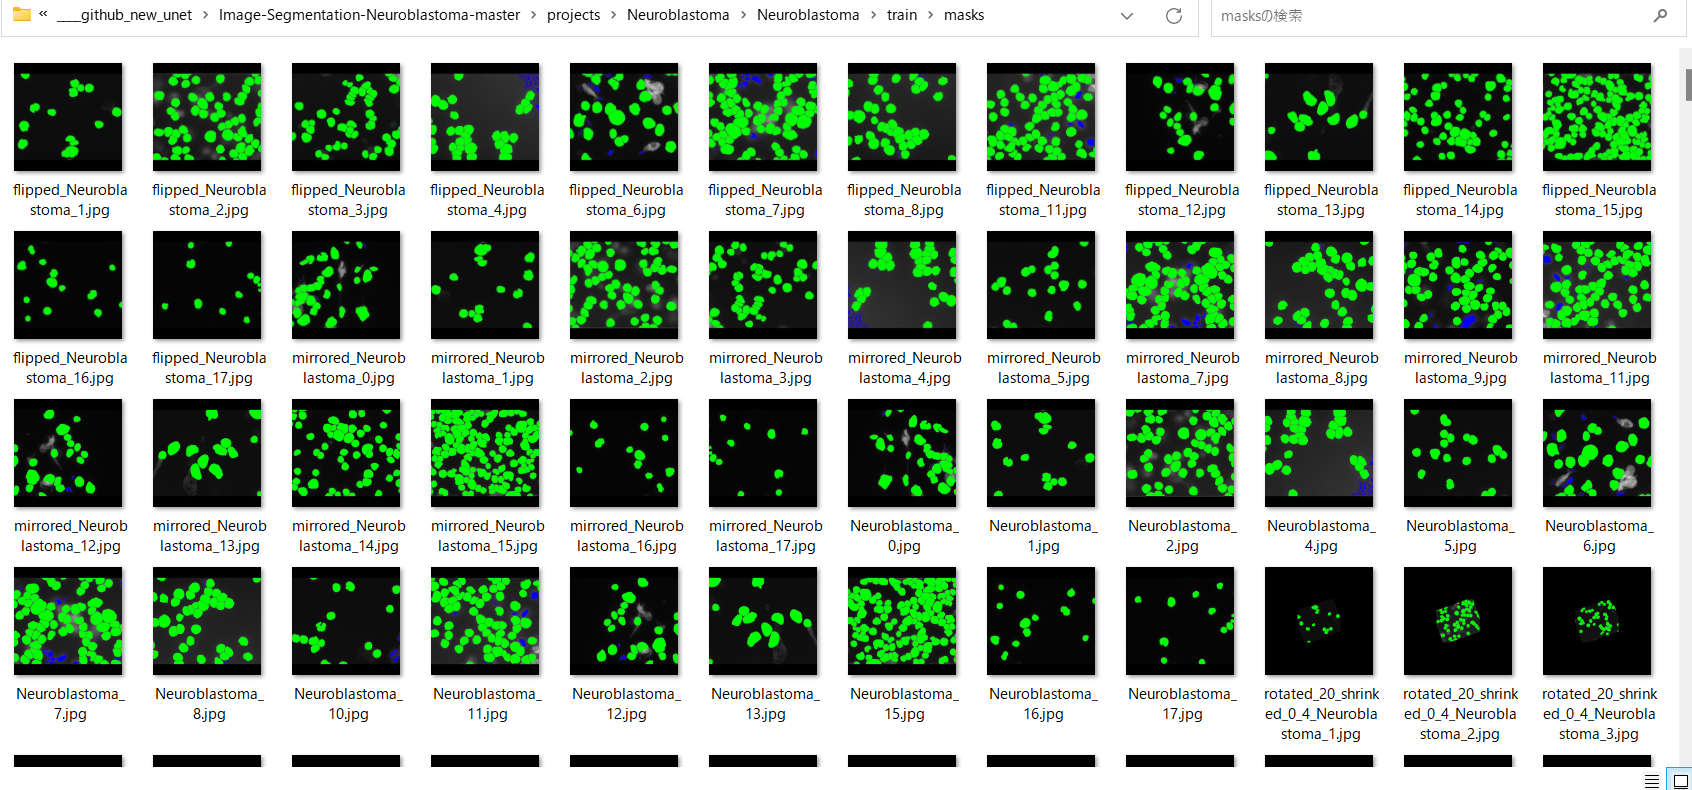 « ____github_new_unet > Image-Segmentation-Neuroblastoma-master > projects > Neuroblastoma > Neuroblastoma > train > masks
masksの検索
flipped_Neurobla
stoma_1.jpg
flipped_Neurobla
stoma_2.jpg
flipped_Neurobla
stoma_3.jpg
flipped_Neurobla
stoma_4.jpg
flipped_Neurobla
stoma_6.jpg
flipped_Neurobla
stoma_7.jpg
flipped_Neurobla
stoma_8.jpg
flipped_Neurobla
stoma_11.jpg
flipped_Neurobla
stoma_12.jpg
flipped_Neurobla
stoma_13.jpg
flipped_Neurobla
stoma_14.jpg
flipped_Neurobla
stoma_15.jpg
flipped_Neurobla
stoma_16.jpg
flipped_Neurobla
stoma_17.jpg
mirrored_Neurob
lastoma_0.jpg
mirrored_Neurob
lastoma_1.jpg
mirrored_Neurob
lastoma_2.jpg
mirrored_Neurob
lastoma_3.jpg
mirrored_Neurob
lastoma_4.jpg
mirrored_Neurob
lastoma_5.jpg
mirrored_Neurob
lastoma_7.jpg
mirrored_Neurob
lastoma_8.jpg
mirrored_Neurob
lastoma_9.jpg
mirrored_Neurob
lastoma_11.jpg
mirrored_Neurob
lastoma_12.jpg
mirrored_Neurob
lastoma_13.jpg
mirrored_Neurob
lastoma_14.jpg
mirrored_Neurob
lastoma_15.jpg
mirrored_Neurob
lastoma_16.jpg
mirrored_Neurob
lastoma_17.jpg
Neuroblastoma_
0.jpg
Neuroblastoma_
1.jpg
Neuroblastoma_
2.jpg
Neuroblastoma_
4.jpg
Neuroblastoma_
5.jpg
Neuroblastoma_
6.jpg
Neuroblastoma_
7.jpg
Neuroblastoma_
8.jpg
Neuroblastoma_
10.jpg
Neuroblastoma_
11.jpg
Neuroblastoma_
12.jpg
Neuroblastoma_
13.jpg
Neuroblastoma_
15.jpg
Neuroblastoma_
16.jpg
Neuroblastoma_
17.jpg
rotated_20_shrink
ed_0_4_Neurobla
stoma_1.jpg
rotated_20_shrink
ed_0_4_Neurobla
stoma_2.jpg
rotated_20_shrink
ed_0_4_Neurobla
stoma_3.jpg